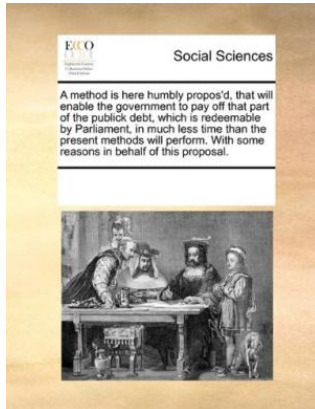 ECCO
Social Sciences
A method is here humbly propos'd, that will
enable the government to pay off that part
of the publick debt, which is redeemable
by Parliament, in much less time than the
present methods will perform. With some
reasons in behalf of this proposal.